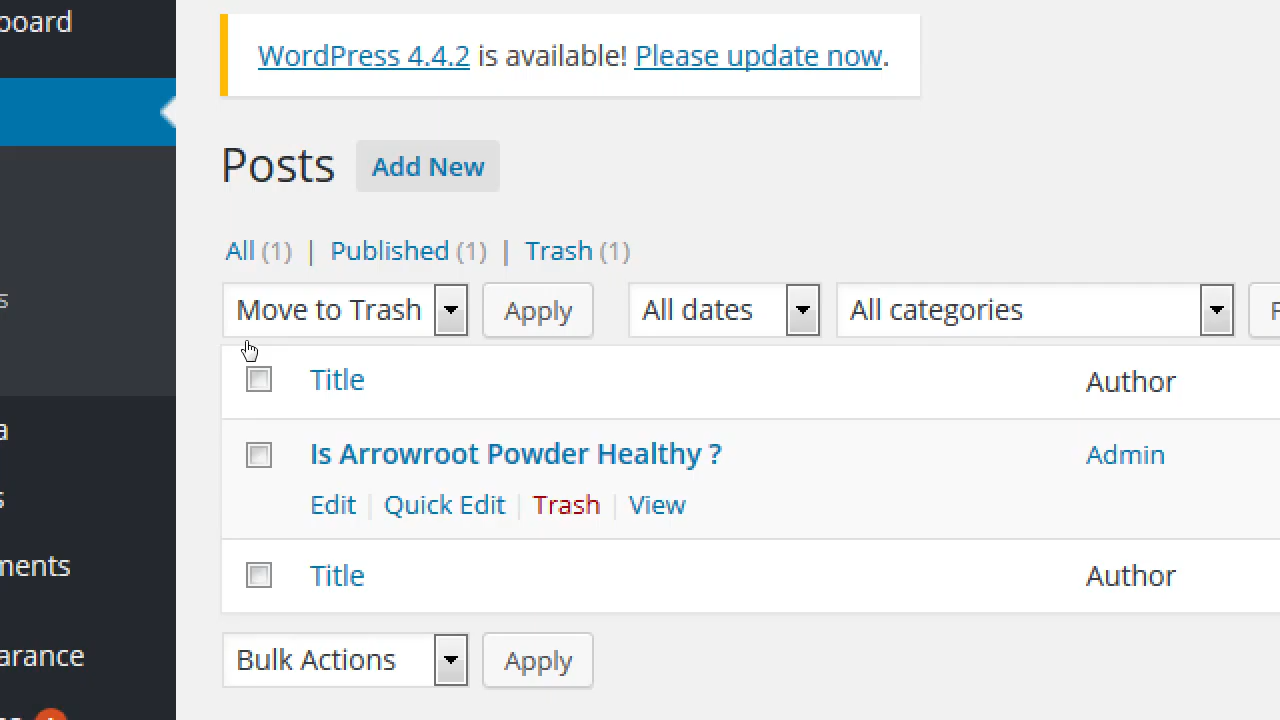 board
WordPress 4.4.2 is available! Please update now.
Posts Add New
All (1) | Published (1) | Trash (1)
s
Move to Trash Apply All dates All categories F
Title Author
a
Is Arrowroot Powder Healthy ? Admin
s
Edit | Quick Edit | Trash | View
ments
Title Author
arance
Bulk Actions Apply